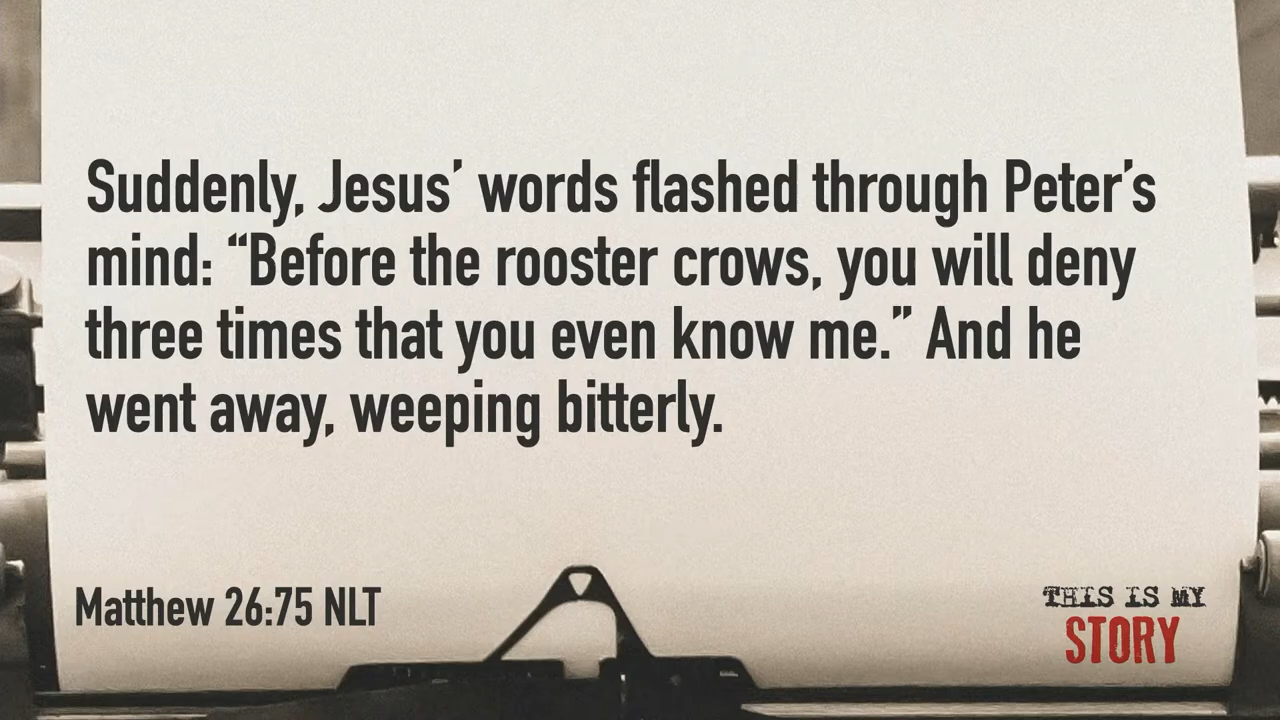 Suddenly, Jesus’ words flashed through Peter’s
mind: “Before the rooster crows, you will deny
three times that you even know me.” And he
went away, weeping bitterly.
Matthew 26:75 NLT
THIS IS MY
STORY